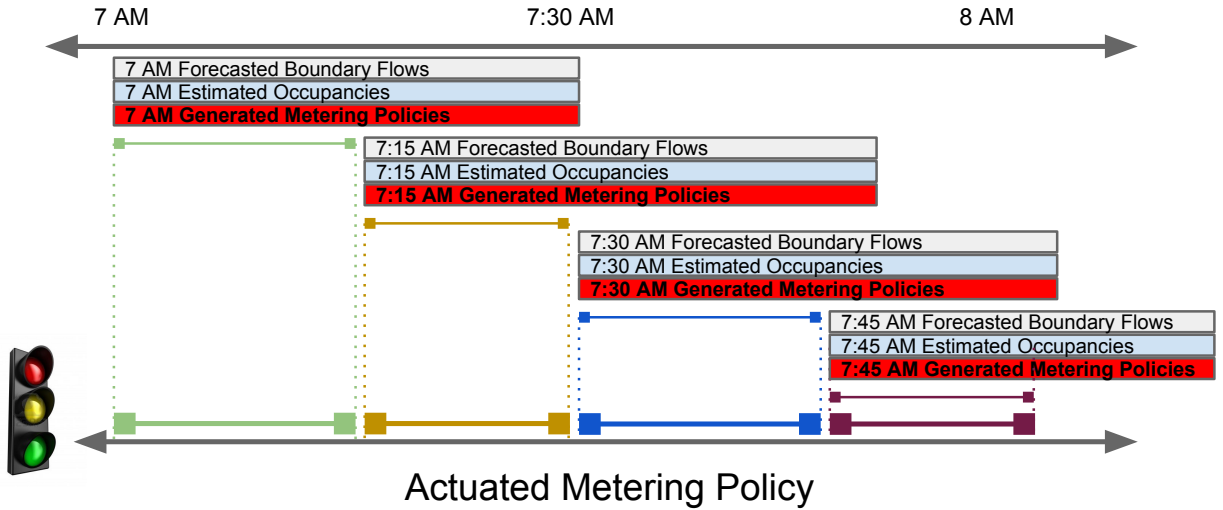 7 AM
7:30 AM
8 AM
7 AM Forecasted Boundary Flows
7 AM Estimated Occupancies
7 AM Generated Metering Policies
7:15 AM Forecasted Boundary Flows
7:15 AM Estimated Occupancies
7:15 AM Generated Metering Policies
7:30 AM Forecasted Boundary Flows
7:30 AM Estimated Occupancies
7:30 AM Generated Metering Policies
7:45 AM Forecasted Boundary Flows
7:45 AM Estimated Occupancies
7:45 AM Generated Metering Policies
Actuated Metering Policy